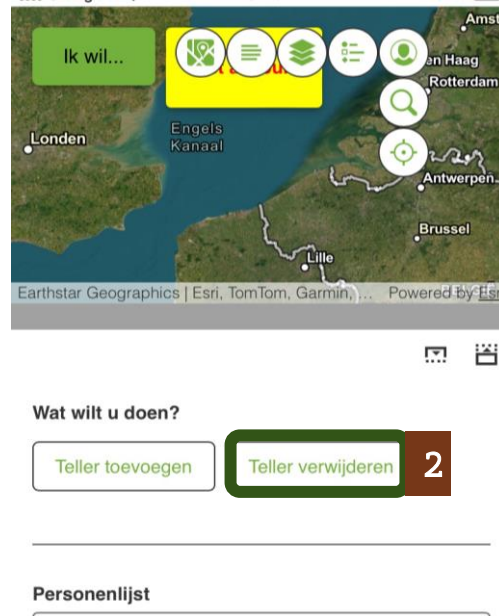 Amst
Ik wil...
en Haag
Rotterdam
Londen
Engels
Kanaal
Antwerpen
Brussel
Lille
Earthstar Geographics | Esri, TomTom, Garmin, ... Powered by Esri
Wat wilt u doen?
Teller toevoegen
Teller verwijderen
2
Personenlijst